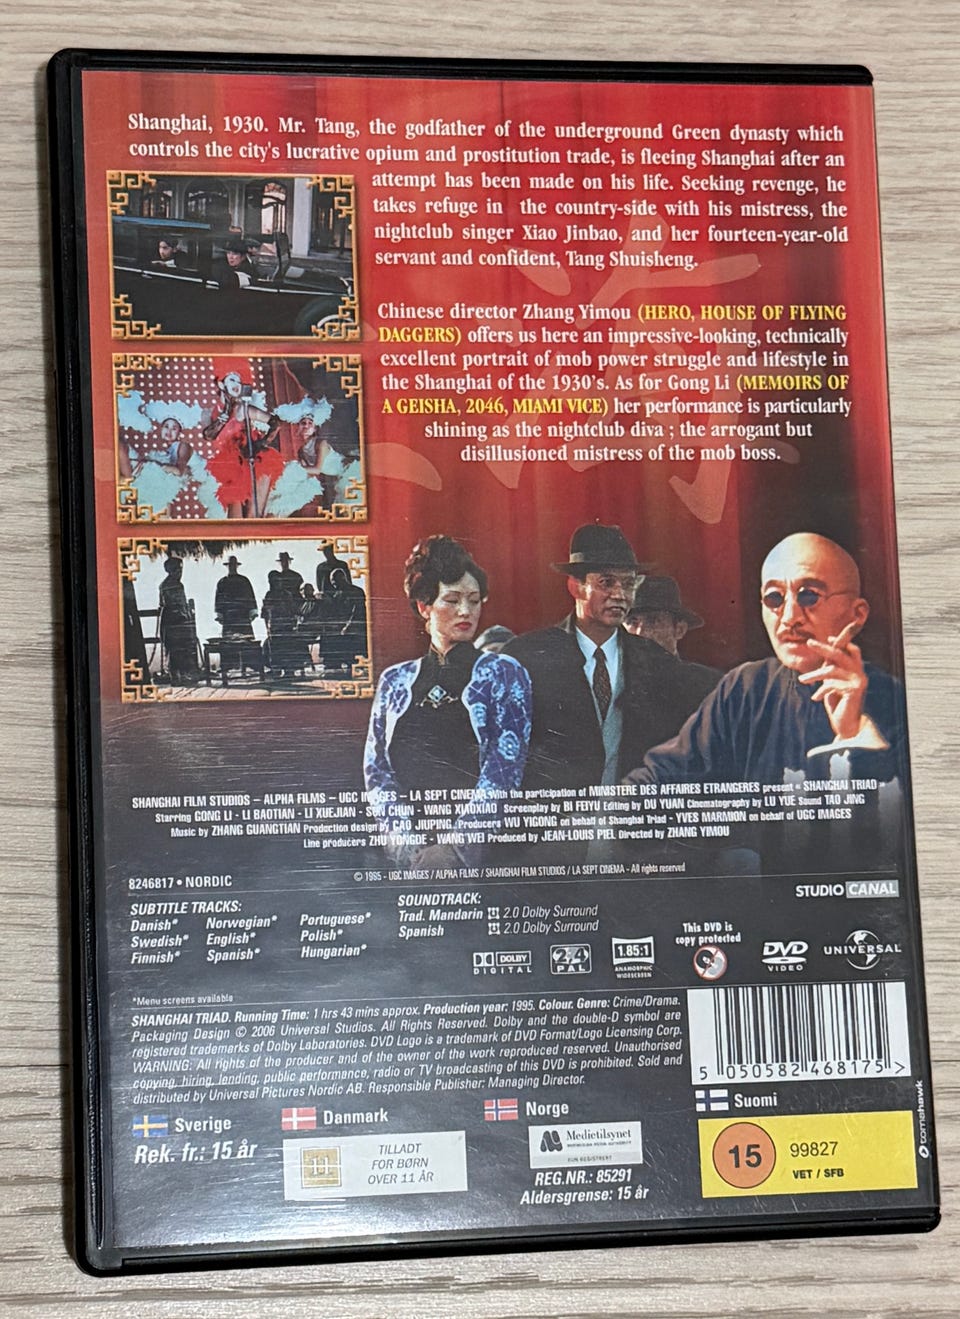 Shanghai, 1930. Mr. Tang, the godfather of the underground Green dynasty which
controls the city's lucrative opium and prostitution trade, is fleeing Shanghai after an
attempt has been made on his life. Seeking revenge, he
takes refuge in the country-side with his mistress, the
nightclub singer Xiao Jinbao, and her fourteen-year-old
servant and confident, Tang Shuisheng.
Chinese director Zhang Yimou (HERO, HOUSE OF FLYING
DAGGERS) offers us here an impressive-looking, technically
excellent portrait of mob power struggle and lifestyle in
the Shanghai of the 1930's. As for Gong Li (MEMOIRS OF
A GEISHA, 2046, MIAMI VICE) her performance is particularly
shining as the nightclub diva ; the arrogant but
disillusioned mistress of the mob boss.
SHANGHAI FILM STUDIOS – ALPHA FILMS – UGC IMAGES – LA SEPT CINEMA With the participation of MINISTERE DES AFFAIRES ETRANGERES present « SHANGHAI TRIAD »
Starring GONG LI - LI BAOTIAN - LI XUEJIAN - SUN CHUN - WANG XIAOXIAO Screenplay by BI FEIYU Editing by DU YUAN Cinematography by LU YUE Sound TAO JING
Music by ZHANG GUANGTIAN Production design by CAO JIUPING. Producers WU YIGONG on behalf of Shanghai Triad - YVES MARMION on behalf of UGC IMAGES
Line producers ZHU YONGDE - WANG WEI Produced by JEAN-LOUIS PIEL Directed by ZHANG YIMOU
© 1995 - UGC IMAGES / ALPHA FILMS / SHANGHAI FILM STUDIOS / LA SEPT CINEMA - All rights reserved
8246817 • NORDIC
STUDIO CANAL
SUBTITLE TRACKS:
Danish* Norwegian* Portuguese*
Swedish* English* Polish*
Finnish* Spanish* Hungarian*
SOUNDTRACK:
Trad. Mandarin 2.0 Dolby Surround
Spanish 2.0 Dolby Surround
DOLBY
DIGITAL
2 4
PAL
1.85:1
ANAMORPHIC
WIDESCREEN
This DVD is
copy protected
DVD
VIDEO
UNIVERSAL
*Menu screens available
SHANGHAI TRIAD. Running Time: 1 hrs 43 mins approx. Production year: 1995. Colour. Genre: Crime/Drama.
Packaging Design © 2006 Universal Studios. All Rights Reserved. Dolby and the double-D symbol are
registered trademarks of Dolby Laboratories. DVD Logo is a trademark of DVD Format/Logo Licensing Corp.
WARNING: All rights of the producer and of the owner of the work reproduced reserved. Unauthorised
copying, hiring, lending, public performance, radio or TV broadcasting of this DVD is prohibited. Sold and
distributed by Universal Pictures Nordic AB. Responsible Publisher: Managing Director.
5 050582 468175 >
tomahawk
Sverige
Rek. fr.: 15 år
Danmark
11
TILLADT
FOR BØRN
OVER 11 ÅR
Norge
Medietilsynet
REG.NR.: 85291
Aldersgrense: 15 år
Suomi
15
99827
VET / SFB